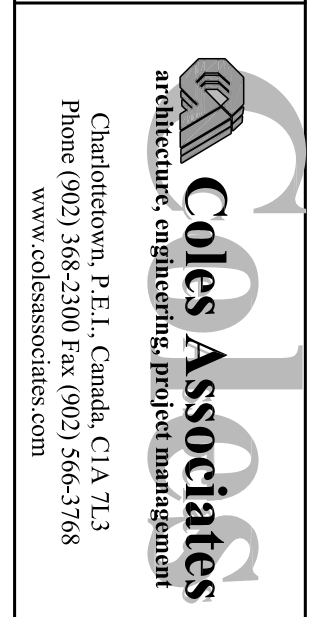 Coles
Coles Associates
architecture, engineering, project management
Charlottetown, P.E.I., Canada, C1A 7L3
Phone (902) 368-2300 Fax (902) 566-3768
www.colesassociates.com